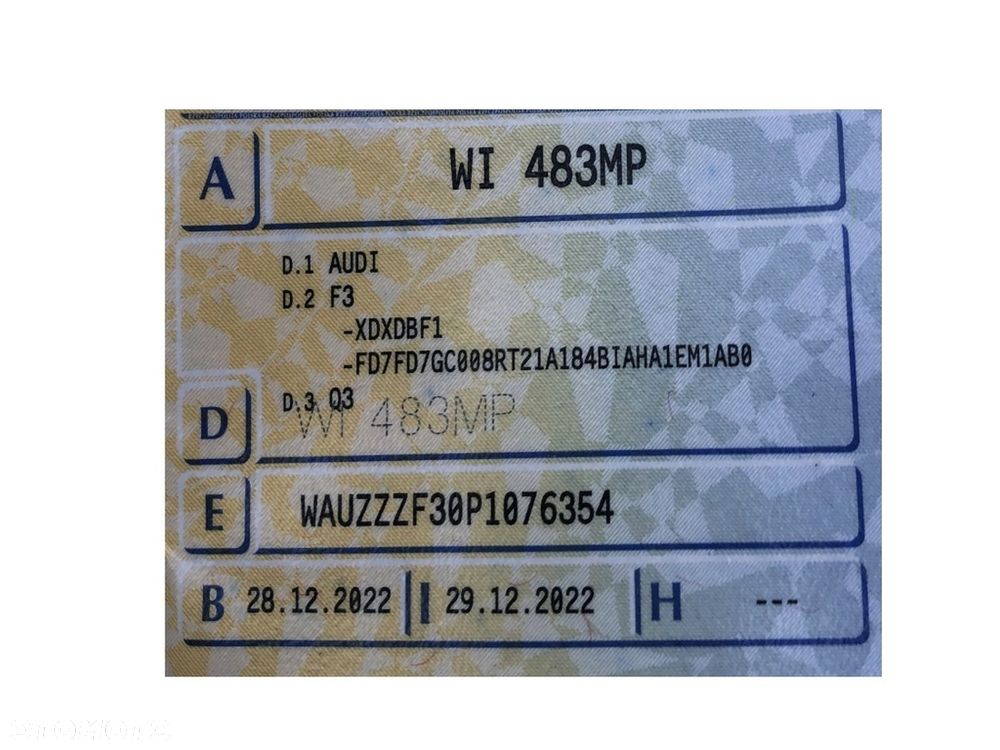 A WI 483MP
D.1 AUDI
D.2 F3
-XDXDBF1
-FD7FD7GC008RT21A184BIAHA1EM1AB0
D D.3 Q3
WI 483MP
E WAUZZZF30P1076354
B 28.12.2022 I 29.12.2022 H ---
OTOMOTO